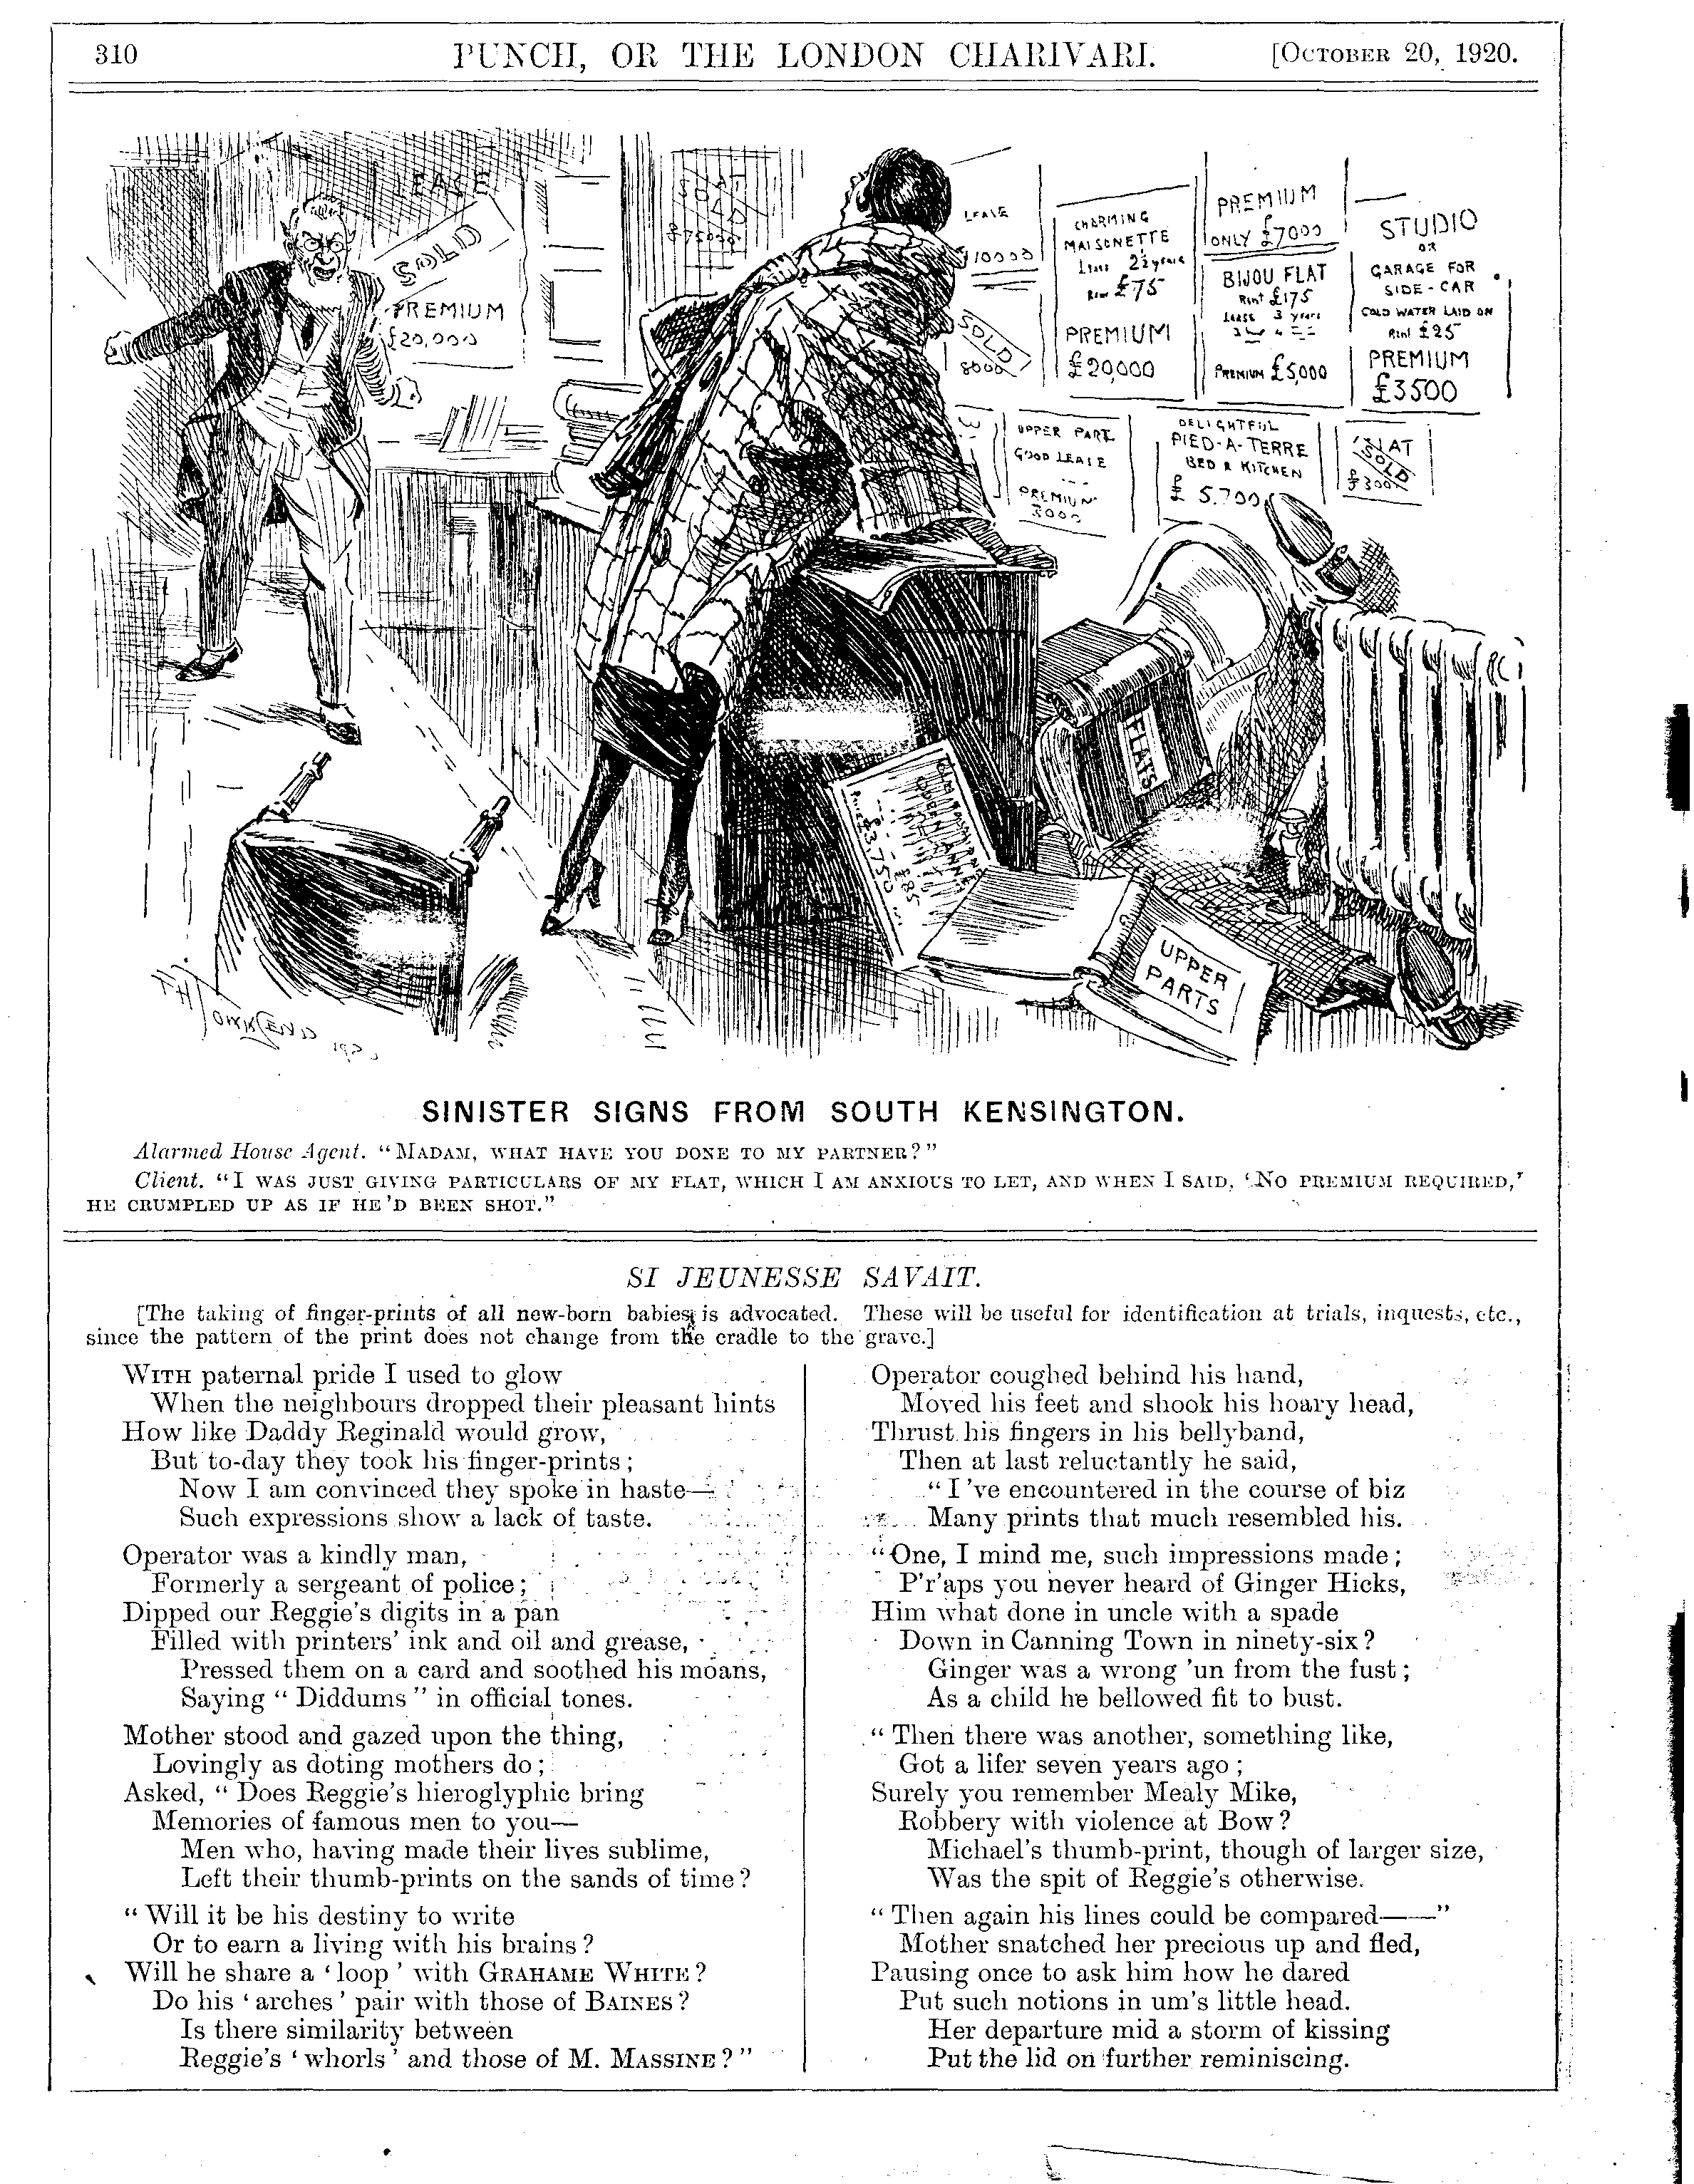 310
PUNCH, OR THE LONDON CHARIVARI.
[OCTOBER 20, 1920.
LEASE
SOLD
PREMIUM
£20,000
SOLD
LEASE
10000
SOLD
8000
CHARMING
MAISONNETTE
Lease 2½ years
Rent £75
PREMIUM
£20,000
PREMIUM
ONLY £7000
BIJOU FLAT
Rent £175
Lease 3 years
PREMIUM £5,000
STUDIO
OR
GARAGE FOR
SIDE-CAR
COLD WATER LAID ON
Rent £25
PREMIUM
£3500
UPPER PART
GOOD LEASE
PREMIUM
3000
DELIGHTFUL
PIED-A-TERRE
BED & KITCHEN
£5.700
FLAT
SOLD
£300
FLATS
QUEEN ANNE
£85
£3,750
UPPER
PARTS
F H TOWNSEND 1920
SINISTER SIGNS FROM SOUTH KENSINGTON.
Alarmed House Agent. "MADAM, WHAT HAVE YOU DONE TO MY PARTNER?"
Client. "I WAS JUST GIVING PARTICULARS OF MY FLAT, WHICH I AM ANXIOUS TO LET, AND WHEN I SAID, 'NO PREMIUM REQUIRED,'
HE CRUMPLED UP AS IF HE'D BEEN SHOT."
SI JEUNESSE SAVAIT.
[The taking of finger-prints of all new-born babies is advocated. These will be useful for identification at trials, inquests, etc.,
since the pattern of the print does not change from the cradle to the grave.]
WITH paternal pride I used to glow
When the neighbours dropped their pleasant hints
How like Daddy Reginald would grow,
But to-day they took his finger-prints;
Now I am convinced they spoke in haste—
Such expressions show a lack of taste.
Operator was a kindly man,
Formerly a sergeant of police;
Dipped our Reggie's digits in a pan
Filled with printers' ink and oil and grease,
Pressed them on a card and soothed his moans,
Saying "Diddums" in official tones.
Mother stood and gazed upon the thing,
Lovingly as doting mothers do;
Asked, "Does Reggie's hieroglyphic bring
Memories of famous men to you—
Men who, having made their lives sublime,
Left their thumb-prints on the sands of time?
"Will it be his destiny to write
Or to earn a living with his brains?
Will he share a 'loop' with GRAHAME WHITE?
Do his 'arches' pair with those of BAINES?
Is there similarity between
Reggie's 'whorls' and those of M. MASSINE?"
Operator coughed behind his hand,
Moved his feet and shook his hoary head,
Thrust his fingers in his bellyband,
Then at last reluctantly he said,
"I've encountered in the course of biz
Many prints that much resembled his.
"One, I mind me, such impressions made;
P'r'aps you never heard of Ginger Hicks,
Him what done in uncle with a spade
Down in Canning Town in ninety-six?
Ginger was a wrong 'un from the fust;
As a child he bellowed fit to bust.
"Then there was another, something like,
Got a lifer seven years ago;
Surely you remember Mealy Mike,
Robbery with violence at Bow?
Michael's thumb-print, though of larger size,
Was the spit of Reggie's otherwise.
"Then again his lines could be compared——"
Mother snatched her precious up and fled,
Pausing once to ask him how he dared
Put such notions in um's little head.
Her departure mid a storm of kissing
Put the lid on further reminiscing.